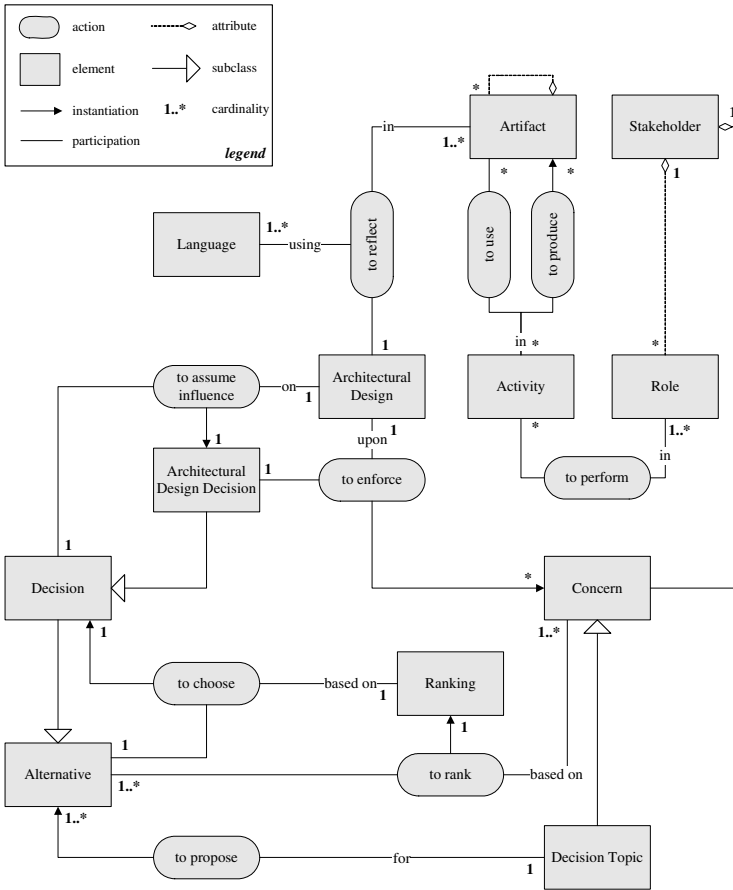 action
attribute
element
subclass
instantiation
1..*
cardinality
participation
legend
*
in
1..*
Artifact
Stakeholder
1
*
*
1
1..*
Language
using
to reflect
to use
to produce
1
in
*
*
to assume
influence
on
1
Architectural
Design
Activity
Role
1
upon
1
*
1..*
in
Architectural
Design Decision
1
to enforce
to perform
1
*
Decision
Concern
1
1..*
to choose
based on
1
Ranking
1
1
Alternative
1..*
to rank
based on
1..*
to propose
for
1
Decision Topic